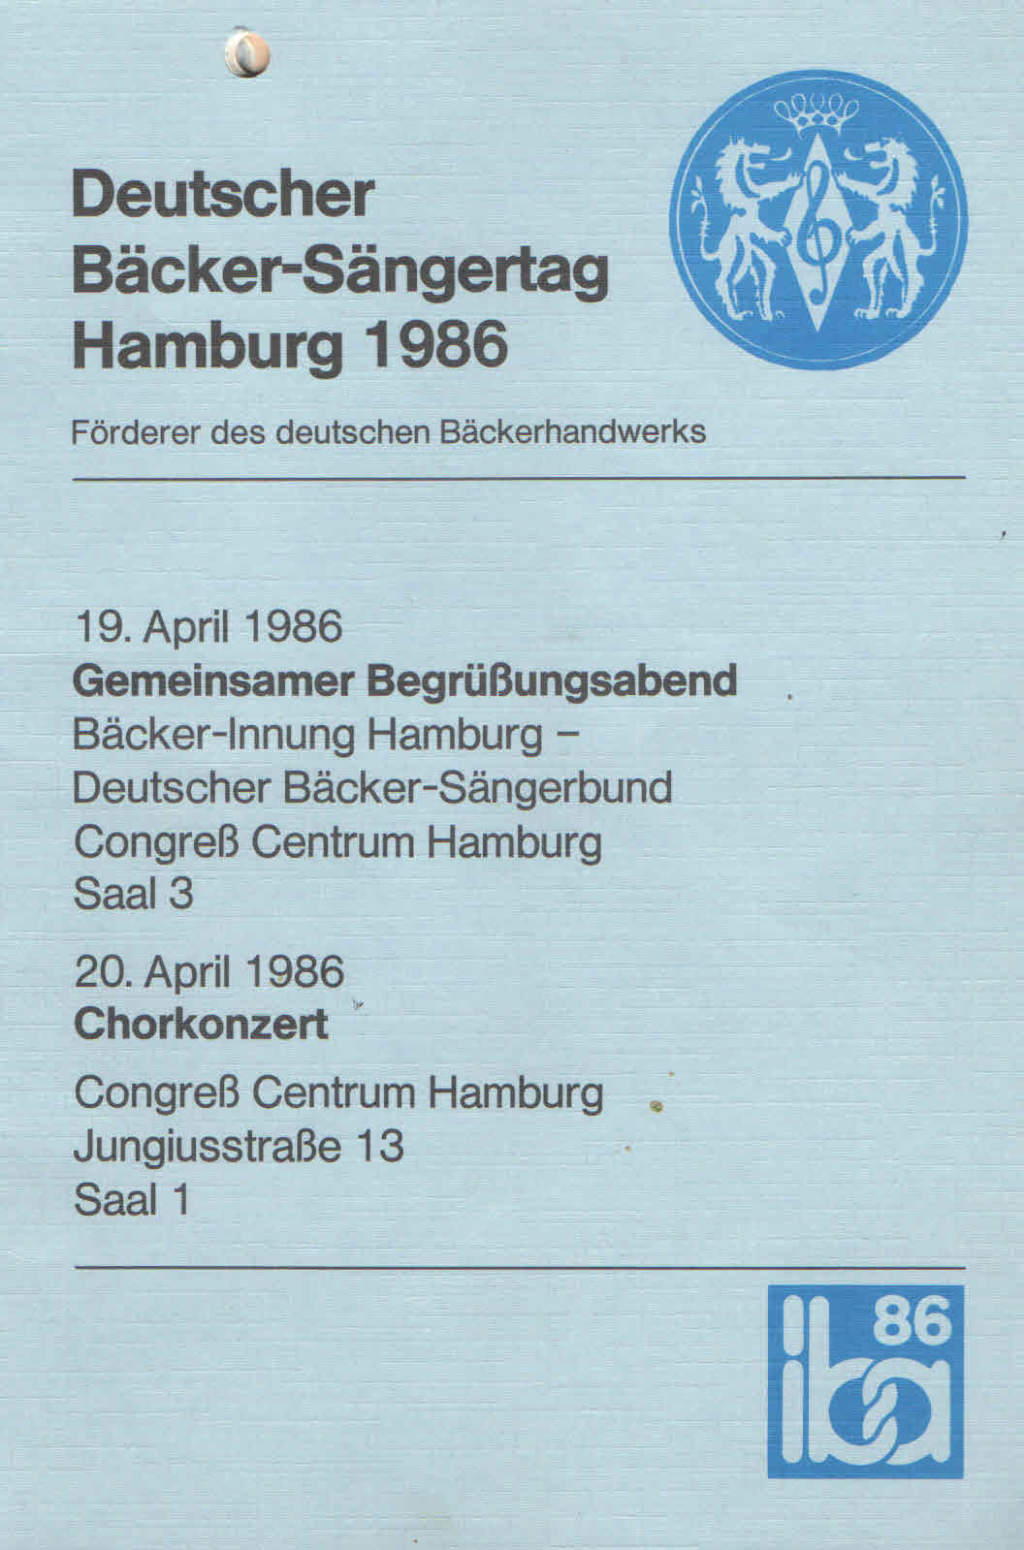 Deutscher
Bäcker-Sängertag
Hamburg 1986
Förderer des deutschen Bäckerhandwerks
19. April 1986
Gemeinsamer Begrüßungsabend
Bäcker-Innung Hamburg –
Deutscher Bäcker-Sängerbund
Congreß Centrum Hamburg
Saal 3
20. April 1986
Chorkonzert
Congreß Centrum Hamburg
Jungiusstraße 13
Saal 1
86
iba